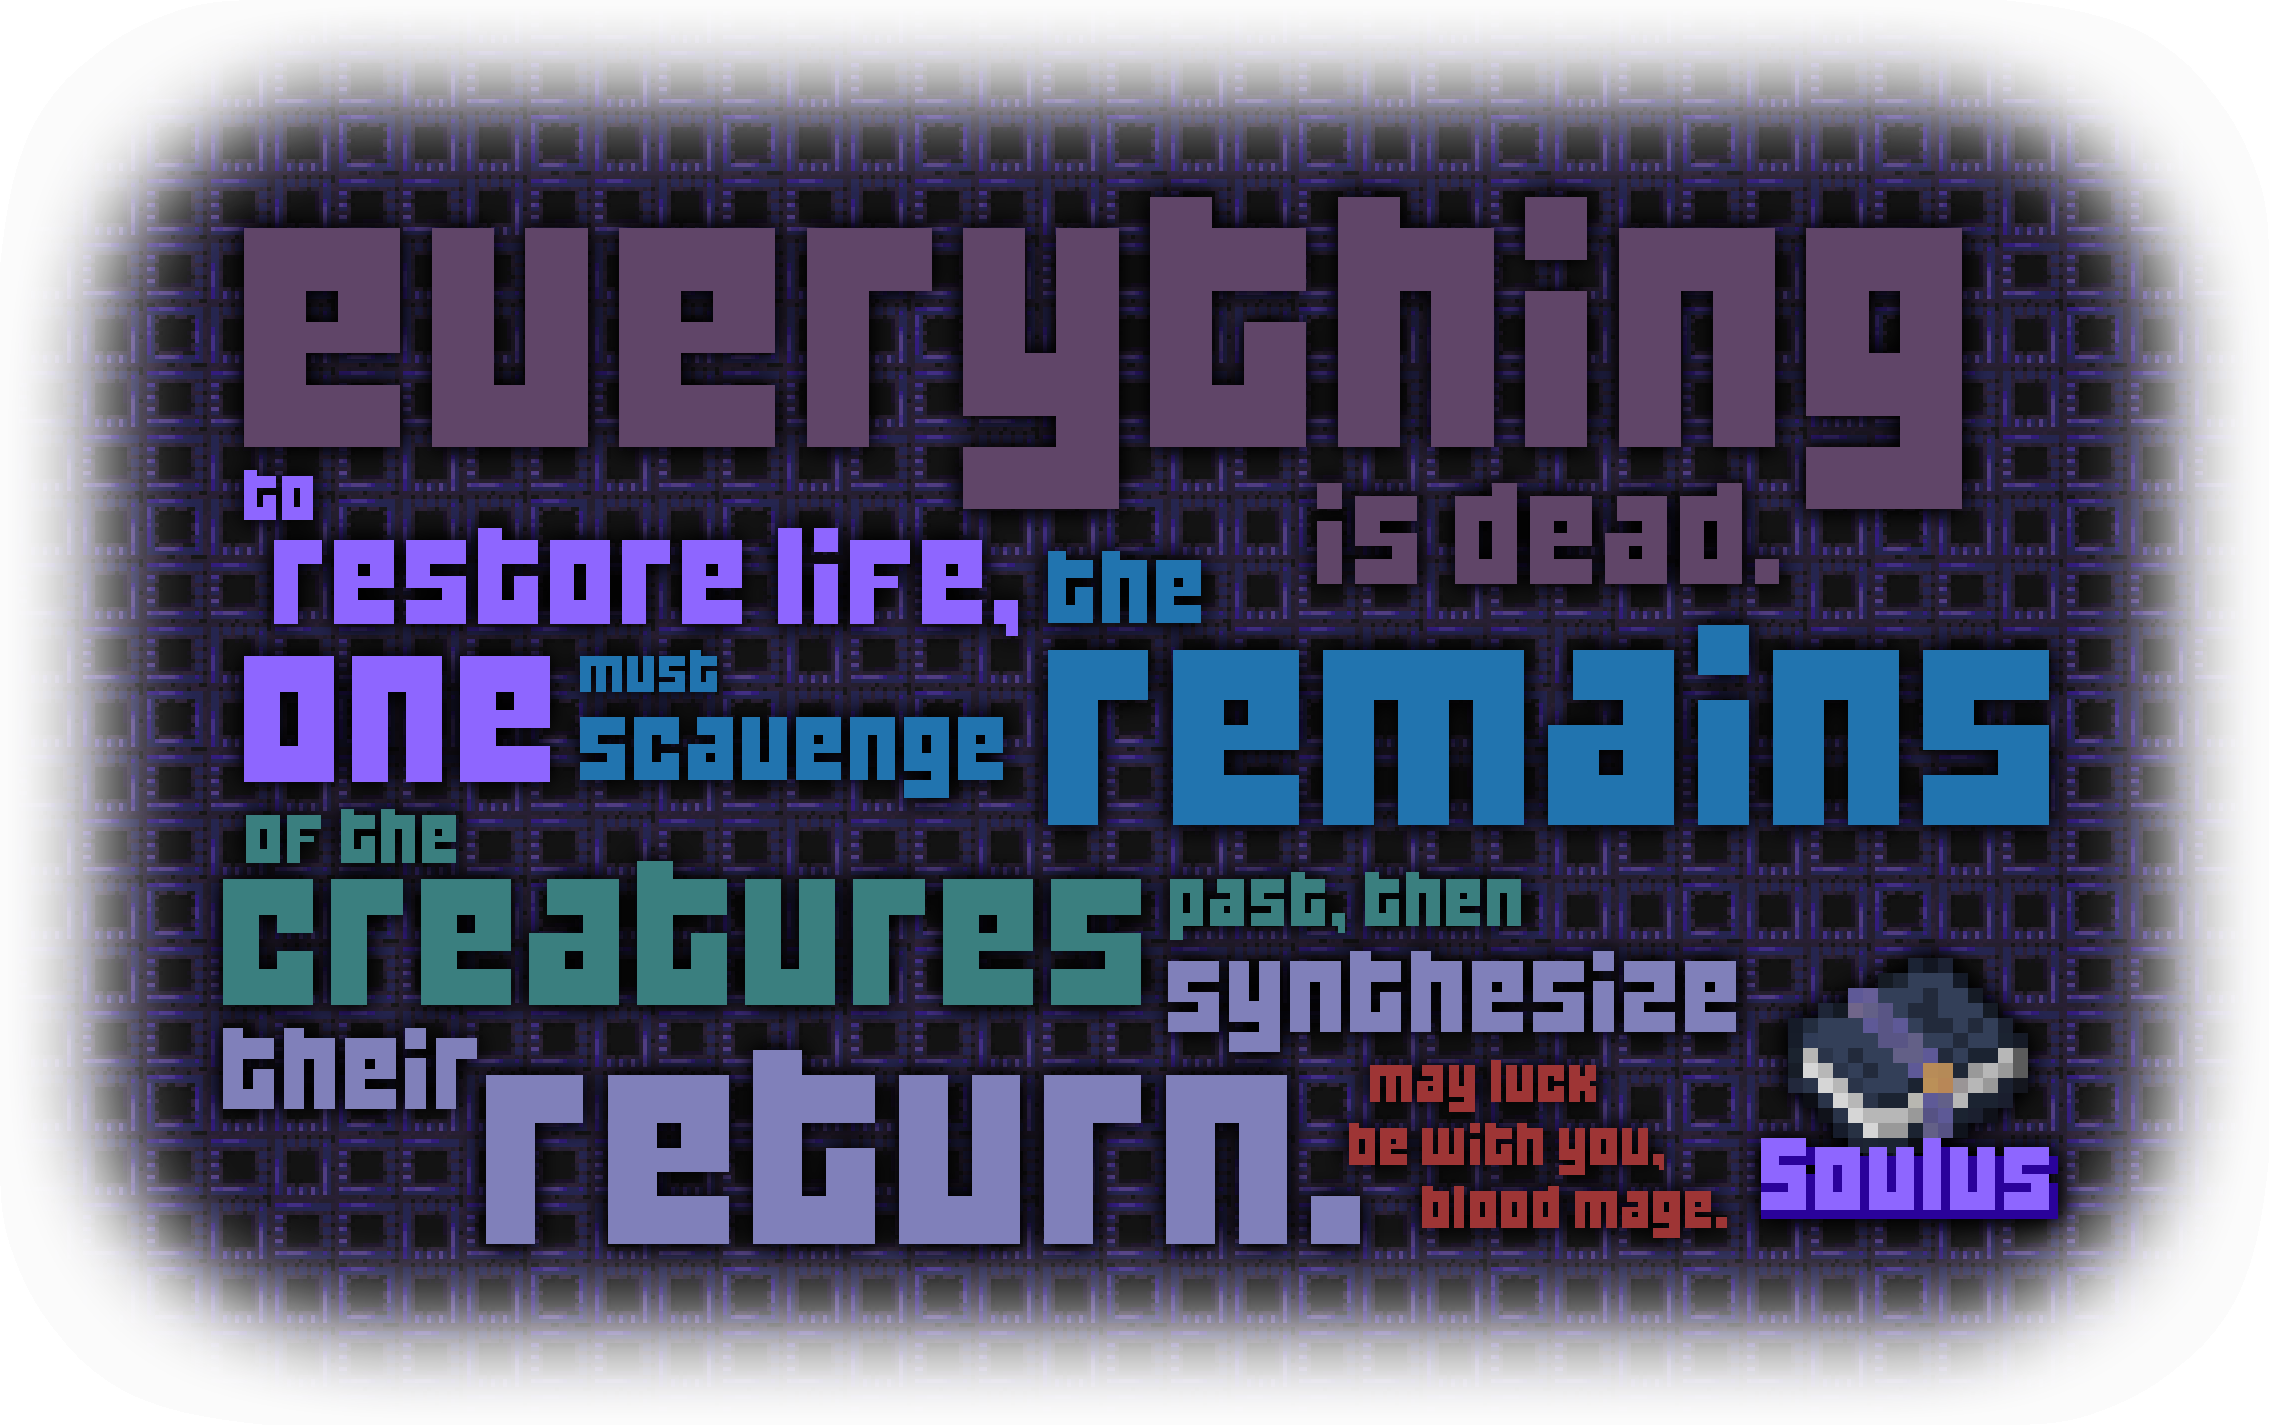 everything
is dead.
to
restore life,
one
must
scavenge
the
remains
of the
creatures
past, then
synthesize
their
return.
may luck
be with you,
blood mage.
Soulus